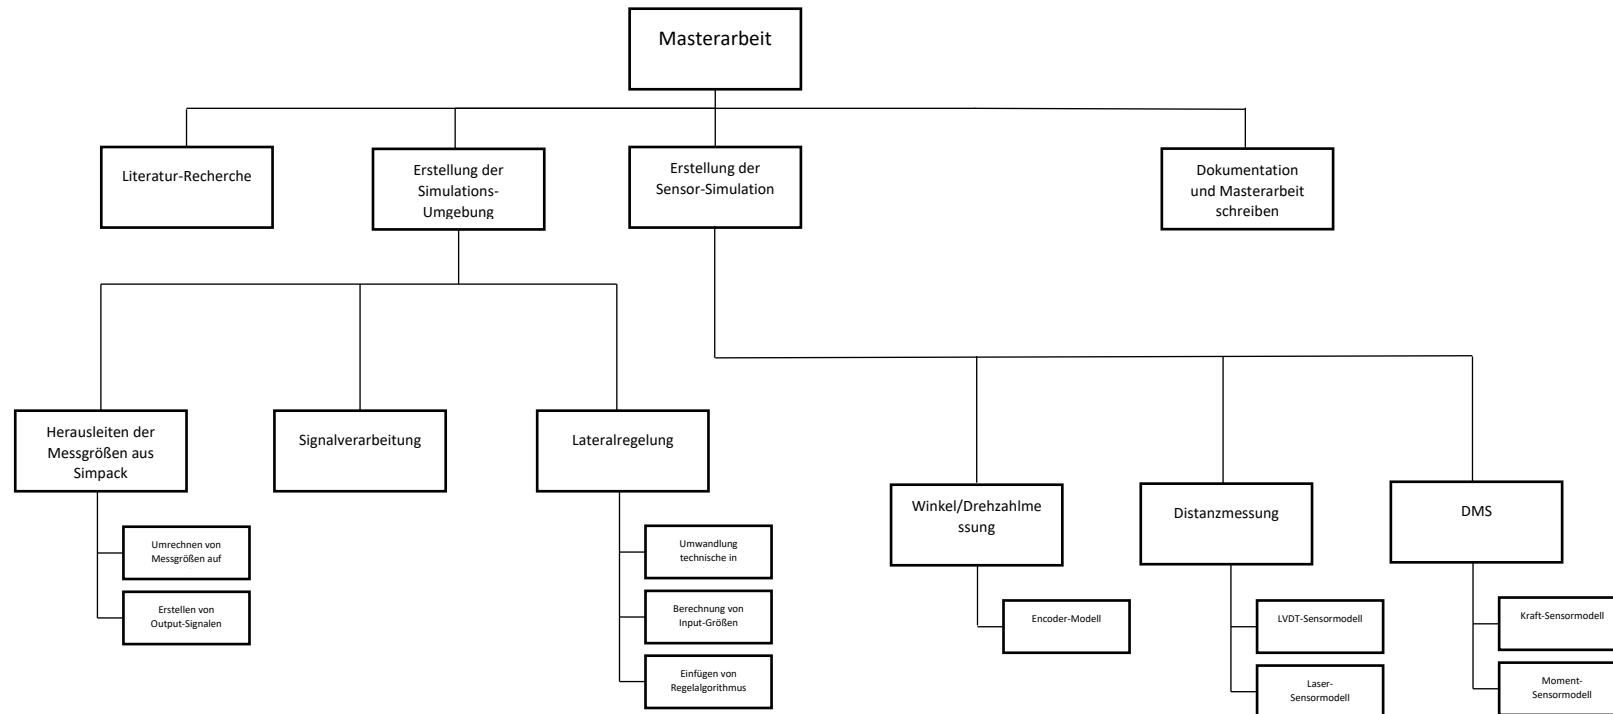 Masterarbeit
Literatur-Recherche
Erstellung der
Simulations-
Umgebung
Erstellung der
Sensor-Simulation
Dokumentation
und Masterarbeit
schreiben
Herausleiten der
Messgrößen aus
Simpack
Signalverarbeitung
Lateralregelung
Winkel/Drehzahlme
ssung
Distanzmessung
DMS
Umrechnen von
Messgrößen auf
Erstellen von
Output-Signalen
Umwandlung
technische in
Berechnung von
Input-Größen
Einfügen von
Regelalgorithmus
Encoder-Modell
LVDT-Sensormodell
Laser-
Sensormodell
Kraft-Sensormodell
Moment-
Sensormodell